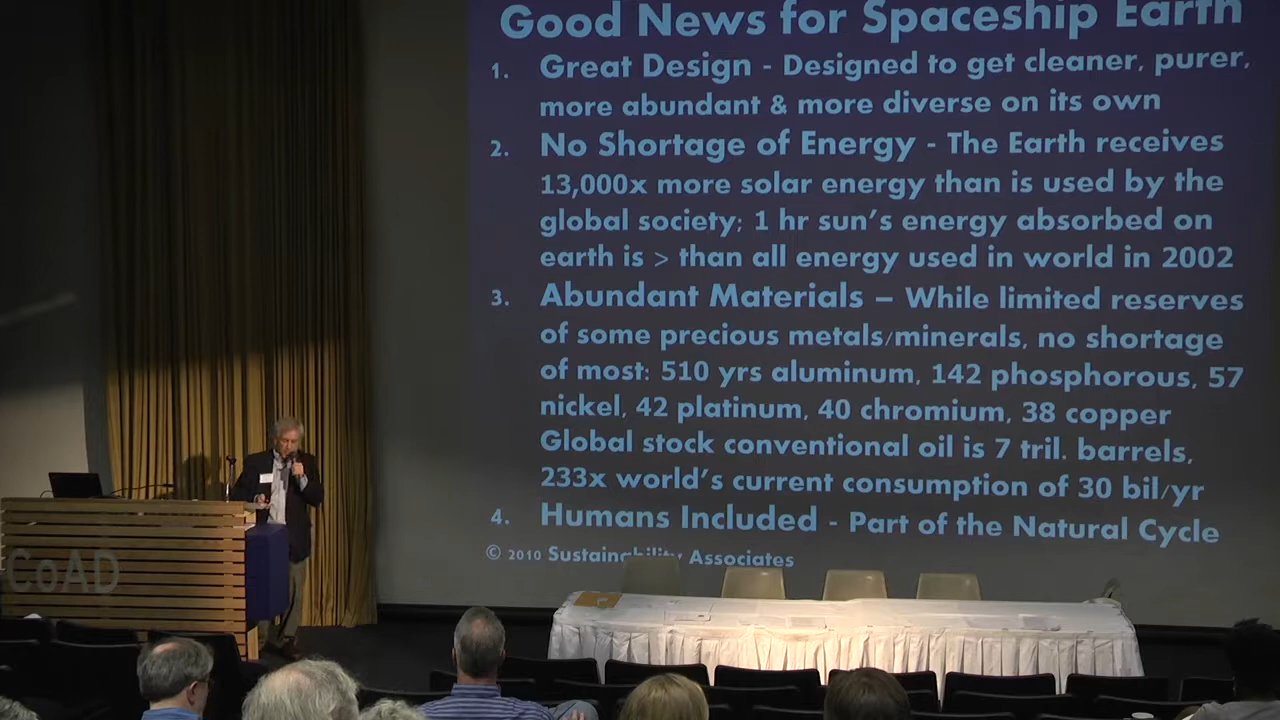 Good News for Spaceship Earth
1. Great Design - Designed to get cleaner, purer,
more abundant & more diverse on its own
2. No Shortage of Energy - The Earth receives
13,000x more solar energy than is used by the
global society; 1 hr sun's energy absorbed on
earth is > than all energy used in world in 2002
3. Abundant Materials – While limited reserves
of some precious metals/minerals, no shortage
of most: 510 yrs aluminum, 142 phosphorous, 57
nickel, 42 platinum, 40 chromium, 38 copper
Global stock conventional oil is 7 tril. barrels,
233x world's current consumption of 30 bil/yr
4. Humans Included - Part of the Natural Cycle
© 2010 Sustainability Associates
CoAD